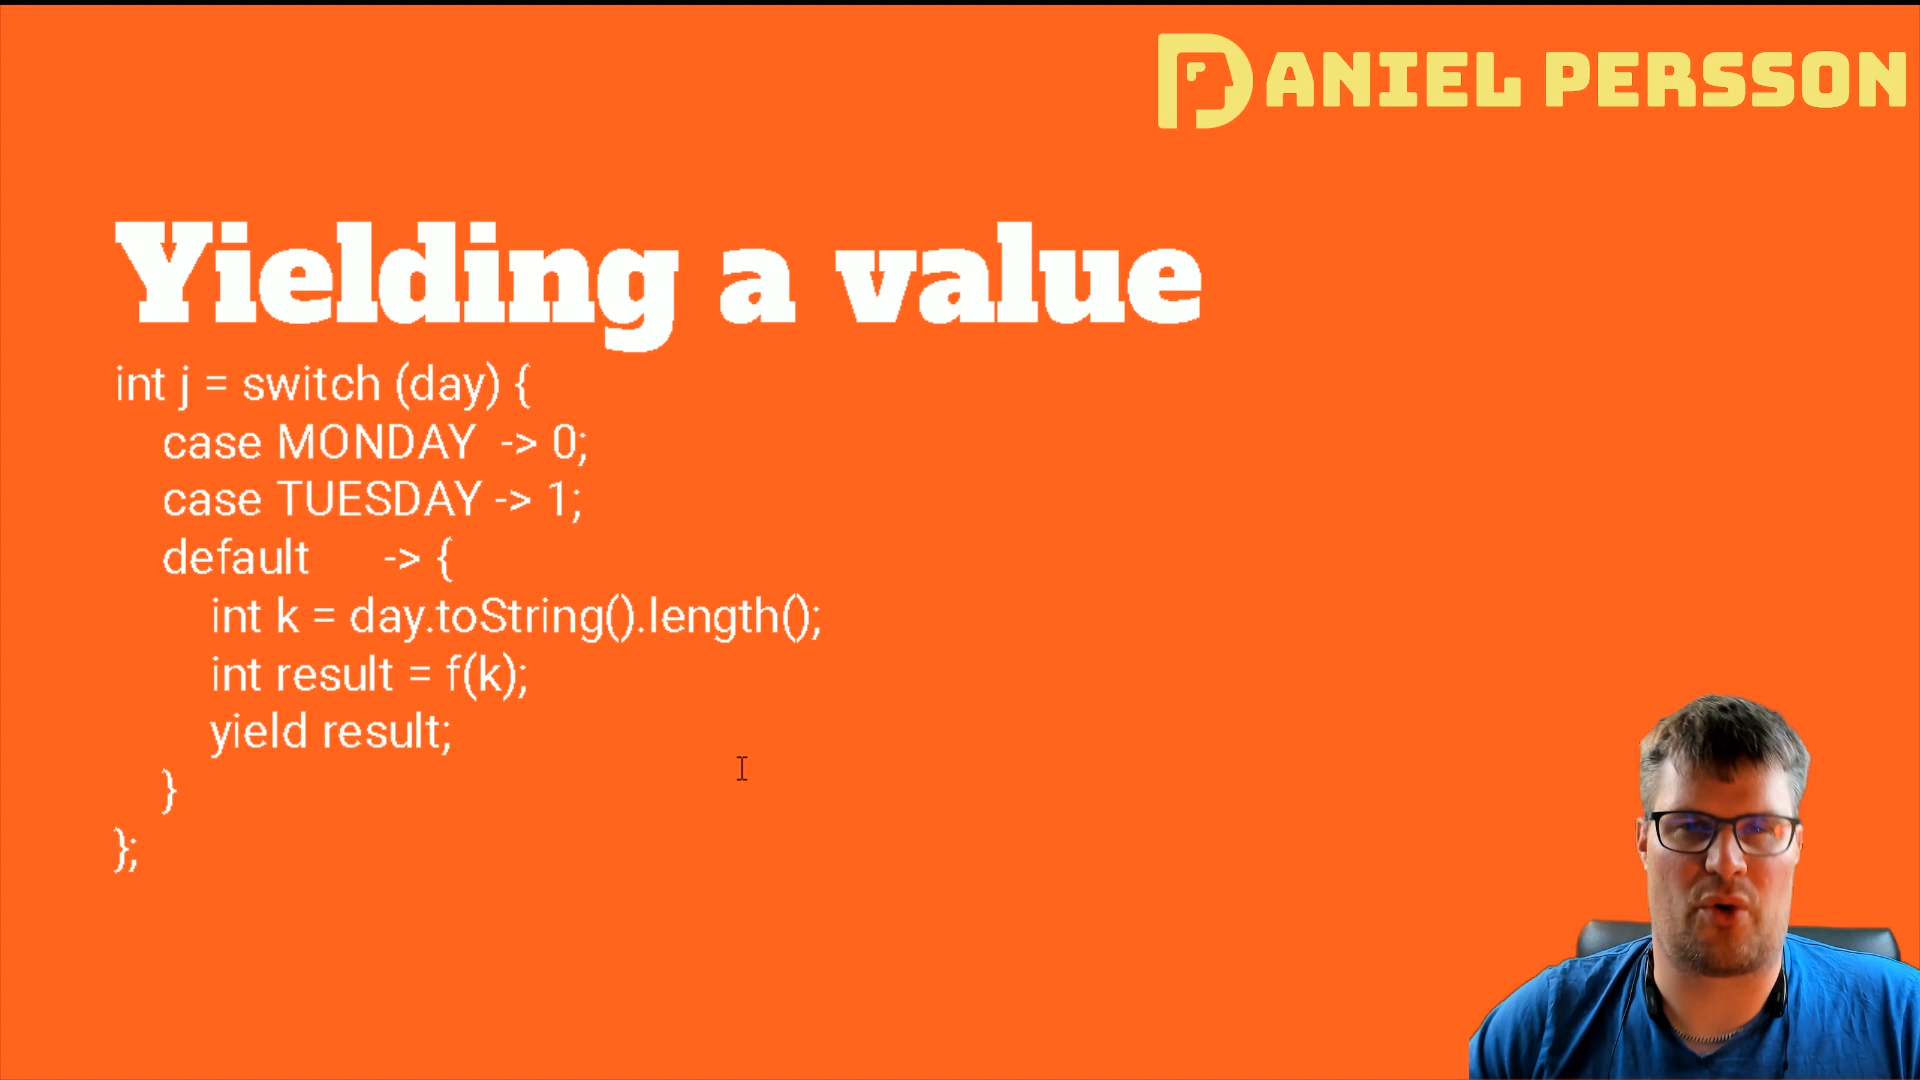 DANIEL PERSSON
Yielding a value
int j = switch (day) {
case MONDAY -> 0;
case TUESDAY -> 1;
default -> {
int k = day.toString().length();
int result = f(k);
yield result;
}
};